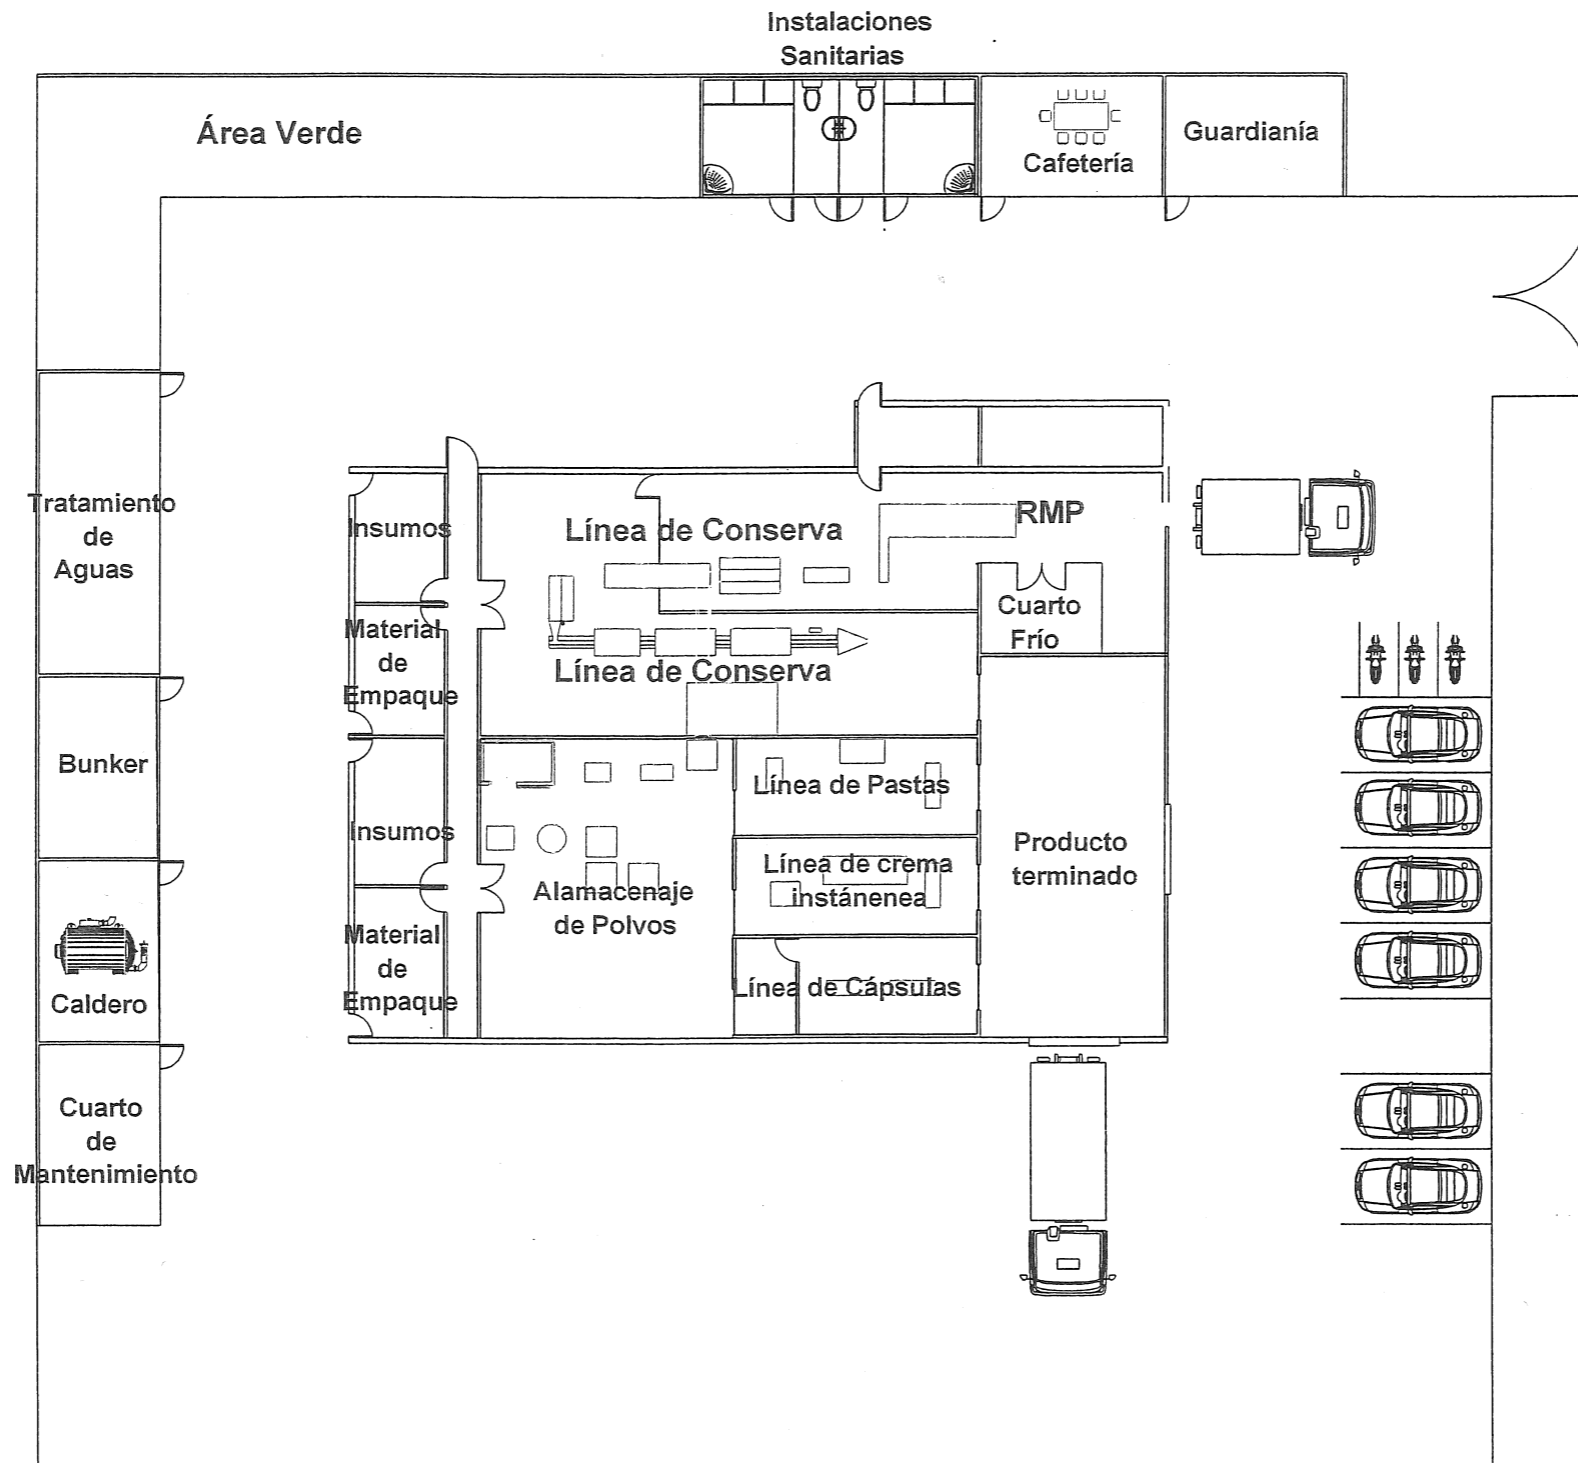 Instalaciones
Sanitarias
Área Verde
Cafetería
Guardianía
Tratamiento
de
Aguas
Insumos
Línea de Conserva
RMP
Material
de
Empaque
Línea de Conserva
Cuarto
Frío
Bunker
Insumos
Alamacenaje
de Polvos
Línea de Pastas
Línea de crema
instánenea
Producto
terminado
Material
de
Empaque
Línea de Cápsulas
Caldero
Cuarto
de
Mantenimiento